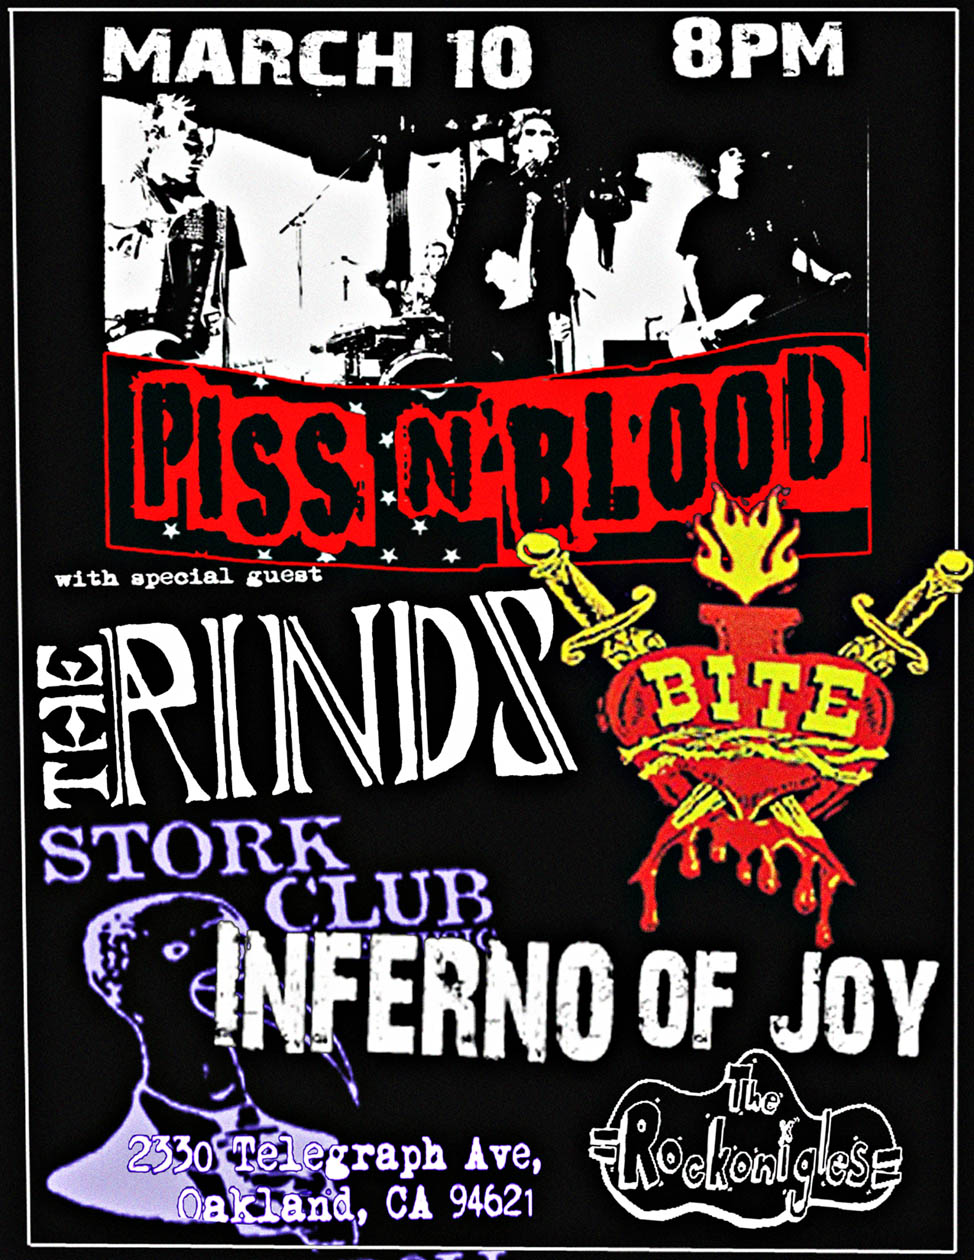 MARCH 10 8PM
PISS N' BLOOD
with special guest
THE RINDS
BITE
STORK
CLUB
INFERNO OF JOY
The
Rockonigles
2330 Telegraph Ave,
Oakland, CA 94621